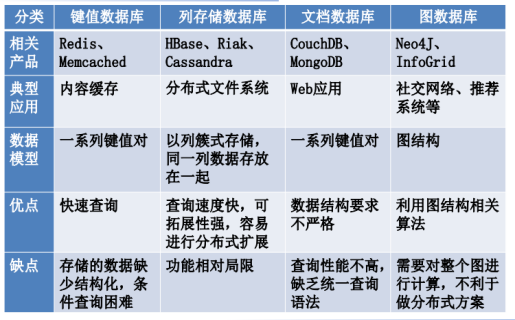 分类 键值数据库 列存储数据库 文档数据库 图数据库
相关 Redis、 HBase、Riak、 CouchDB、 Neo4J、
产品 Memcached Cassandra MongoDB InfoGrid
典型 内容缓存 分布式文件系统 Web应用 社交网络、推荐
应用 系统等
数据 一系列键值对 以列簇式存储， 一系列键值对 图结构
模型 同一列数据存放
在一起
优点 快速查询 查询速度快，可 数据结构要求 利用图结构相关
拓展性强，容易 不严格 算法
进行分布式扩展
缺点 存储的数据缺 功能相对局限 查询性能不高， 需要对整个图进
少结构化，条 缺乏统一查询 行计算，不利于
件查询困难 语法 做分布式方案